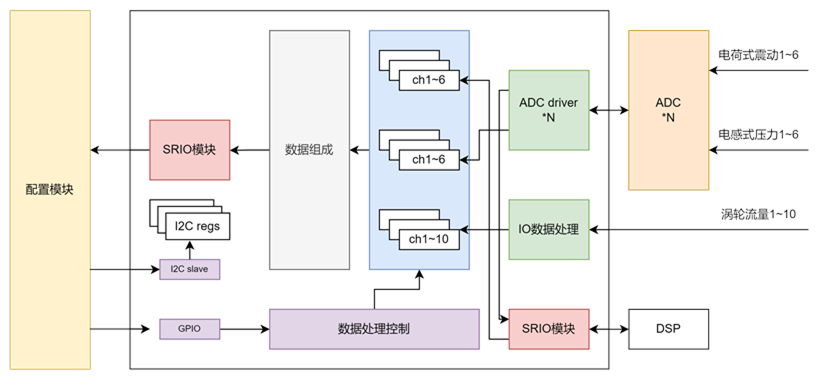 配置模块
SRIO模块
I2C regs
I2C slave
GPIO
数据组成
数据处理控制
ch1~6
ch1~6
ch1~10
ADC driver
*N
IO数据处理
SRIO模块
ADC
*N
DSP
电荷式震动1~6
电感式压力1~6
涡轮流量1~10